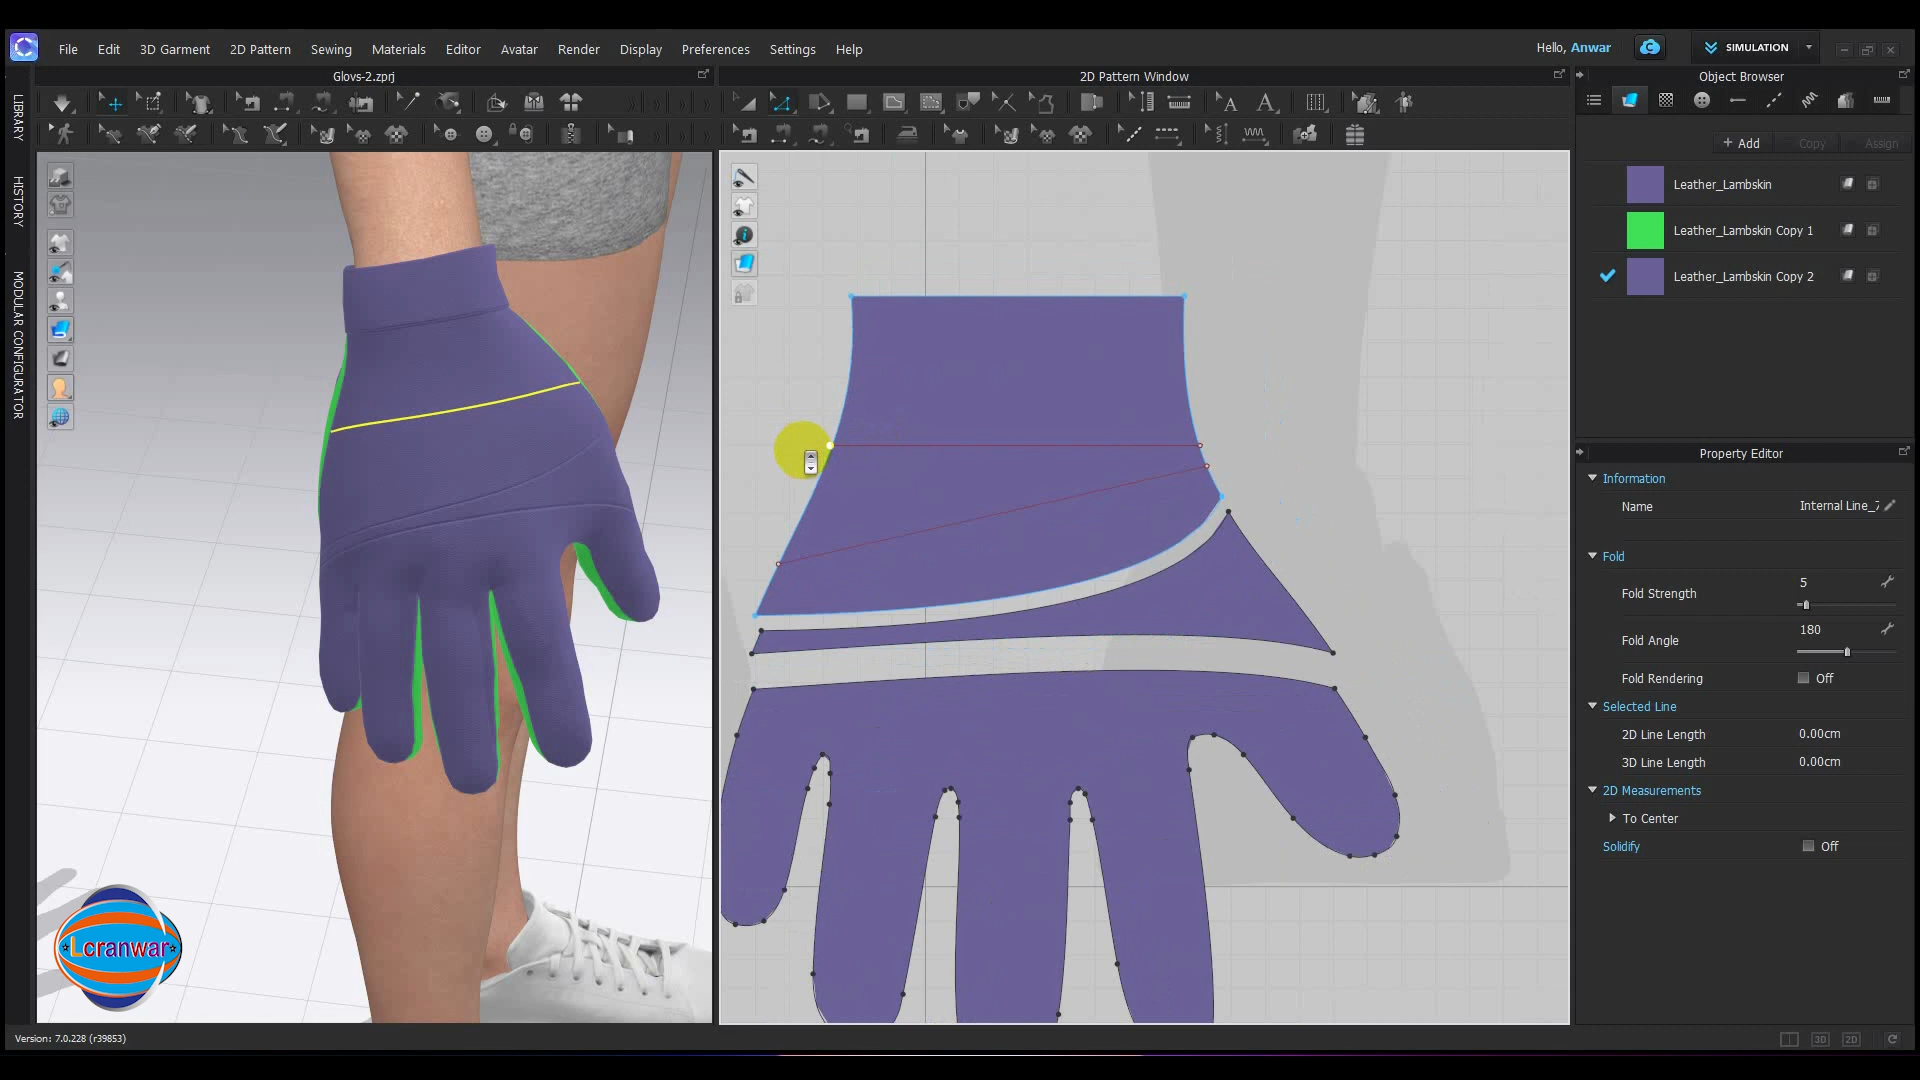 File Edit 3D Garment 2D Pattern Sewing Materials Editor Avatar Render Display Preferences Settings Help
Hello, Anwar
SIMULATION
Glovs-2.zprj
2D Pattern Window
Object Browser
LIBRARY
HISTORY
MODULAR CONFIGURATOR
+ Add
Copy
Assign
Leather_Lambskin
Leather_Lambskin Copy 1
Leather_Lambskin Copy 2
Property Editor
Information
Name Internal Line_7
Fold
Fold Strength 5
Fold Angle 180
Fold Rendering Off
Selected Line
2D Line Length 0.00cm
3D Line Length 0.00cm
2D Measurements
To Center
Solidify Off
Lcranwar
Version: 7.0.228 (r39853)
3D 2D